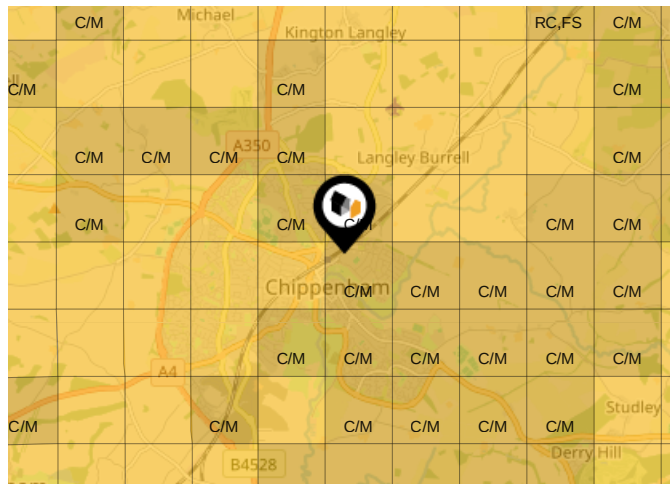 Michael
C/M RC,FS C/M
Kington Langley
C/M C/M C/M
A350
C/M C/M C/M C/M C/M
Langley Burrell
C/M C/M C/M C/M
Chippenham
C/M C/M C/M C/M C/M
C/M C/M C/M C/M C/M
A4
Studley
C/M C/M C/M C/M C/M C/M
Derry Hill
B4528